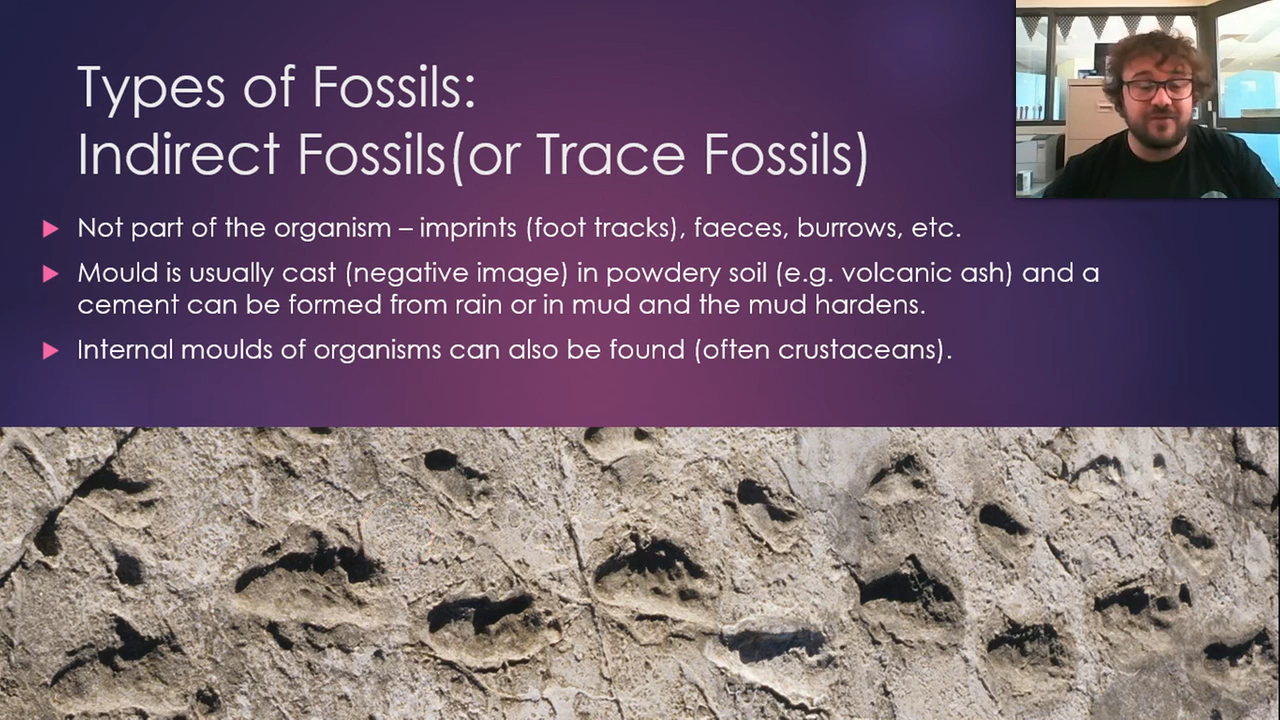 Types of Fossils:
Indirect Fossils(or Trace Fossils)
Not part of the organism – imprints (foot tracks), faeces, burrows, etc.
Mould is usually cast (negative image) in powdery soil (e.g. volcanic ash) and a
cement can be formed from rain or in mud and the mud hardens.
Internal moulds of organisms can also be found (often crustaceans).